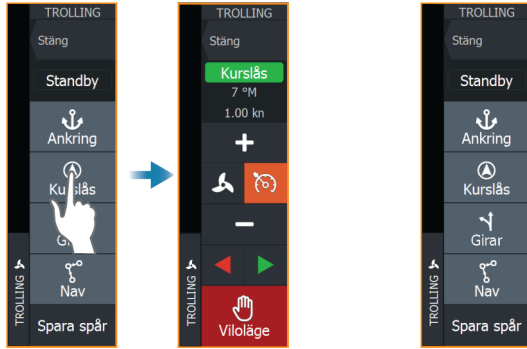 TROLLING
Stäng
Standby
Ankring
Kurslås
Nav
Spara spår
TROLLING
TROLLING
Stäng
Kurslås
7 °M
1.00 kn
Viloläge
TROLLING
TROLLING
Stäng
Standby
Ankring
Kurslås
Girar
Nav
Spara spår
TROLLING